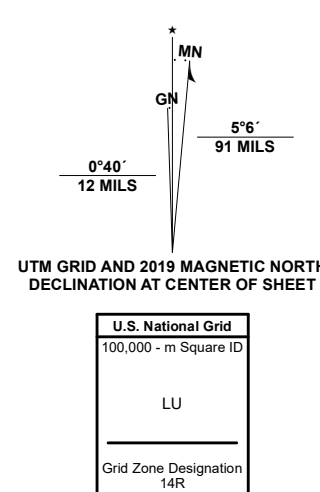 MN
GN
5°6´
91 MILS
0°40´
12 MILS
UTM GRID AND 2019 MAGNETIC NORTH
DECLINATION AT CENTER OF SHEET
U.S. National Grid
100,000 - m Square ID
LU
Grid Zone Designation
14R